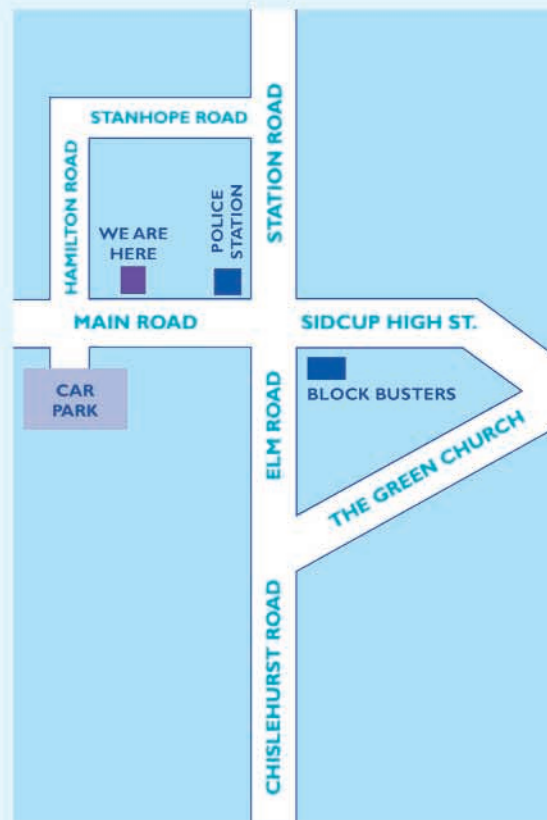 STANHOPE ROAD
STATION ROAD
HAMILTON ROAD
POLICE
STATION
WE ARE
HERE
MAIN ROAD
SIDCUP HIGH ST.
CAR
PARK
BLOCK BUSTERS
ELM ROAD
THE GREEN CHURCH
CHISLEHURST ROAD